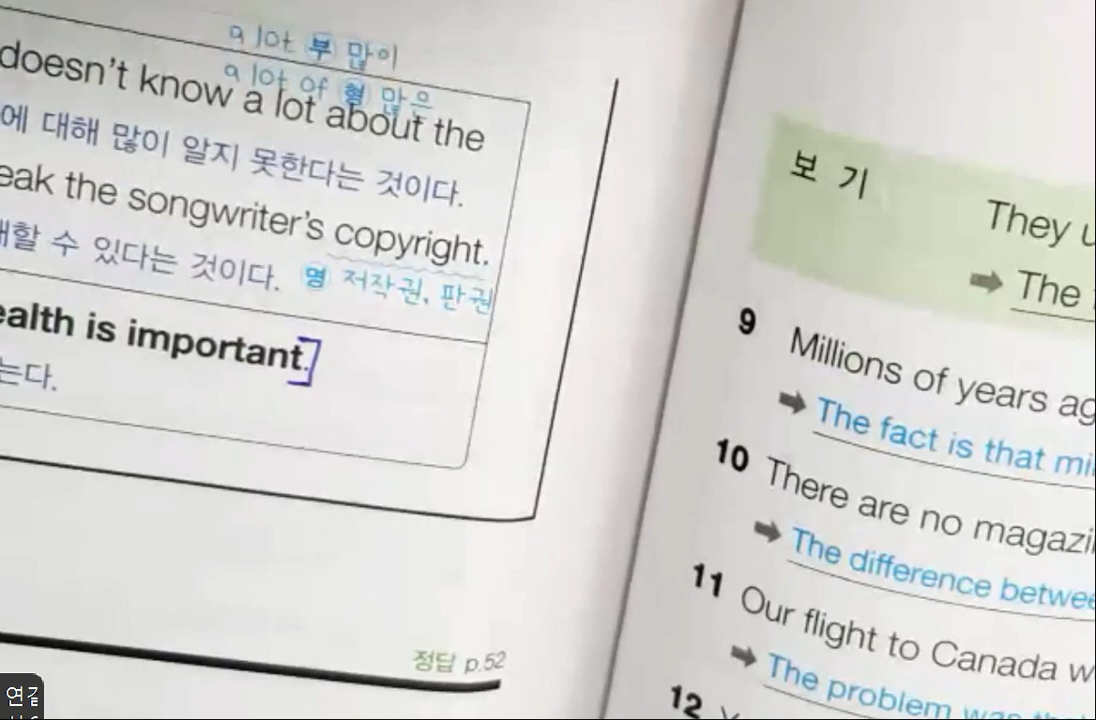 a lot 부 많이
a lot of 형 많은
doesn't know a lot about the
에 대해 많이 알지 못한다는 것이다.
eak the songwriter's copyright.
해할 수 있다는 것이다. 명 저작권, 판권
ealth is important.]
는다.
정답 p.52
보 기 They u
➡ The
9 Millions of years ag
➡ The fact is that mi
10 There are no magazi
➡ The difference betwee
11 Our flight to Canada w
➡ The problem was tha
12
연결